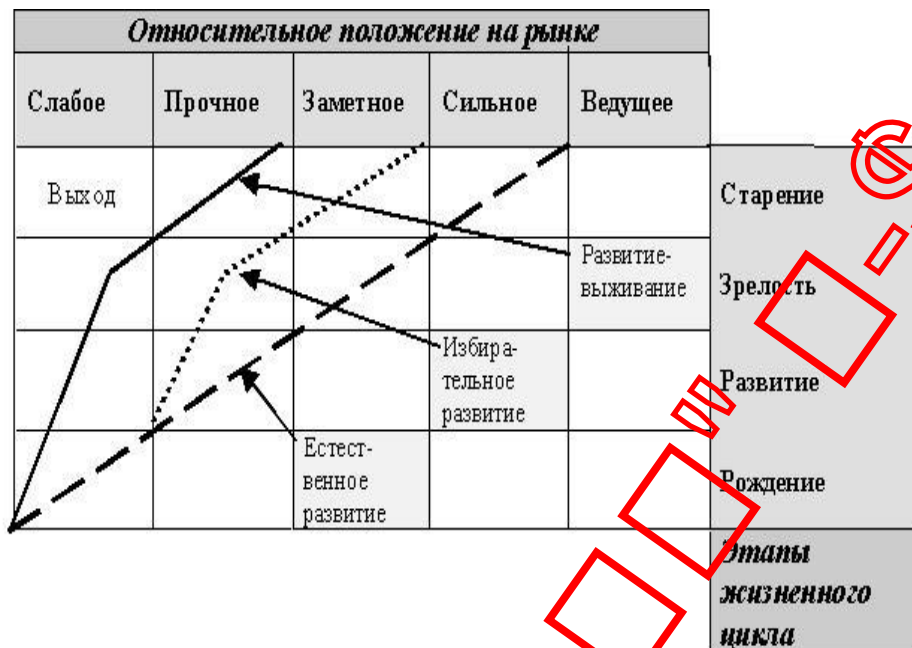 Относительное положение на рынке
Слабое Прочное Заметное Сильное Ведущее
Выход
Старение
Развитие-
выживание
Зрелость
Избира-
тельное
развитие
Развитие
Естест-
венное
развитие
Рождение
Этапы
жизненного
цикла